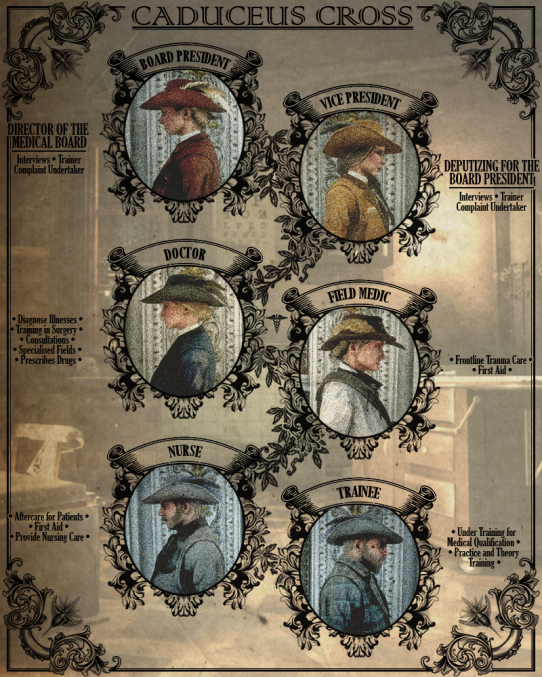 CADUCEUS CROSS
BOARD PRESIDENT
DIRECTOR OF THE
MEDICAL BOARD
Interviews • Trainer
Complaint Undertaker
VICE PRESIDENT
DEPUTIZING FOR THE
BOARD PRESIDENT
Interviews • Trainer
Complaint Undertaker
DOCTOR
• Diagnose Illnesses •
• Training in Surgery •
• Consultations •
• Specialised Fields •
• Prescribes Drugs •
FIELD MEDIC
• Frontline Trauma Care •
• First Aid •
NURSE
• Aftercare for Patients •
• First Aid •
• Provide Nursing Care •
TRAINEE
• Under Training for
Medical Qualification •
• Practice and Theory
Training •